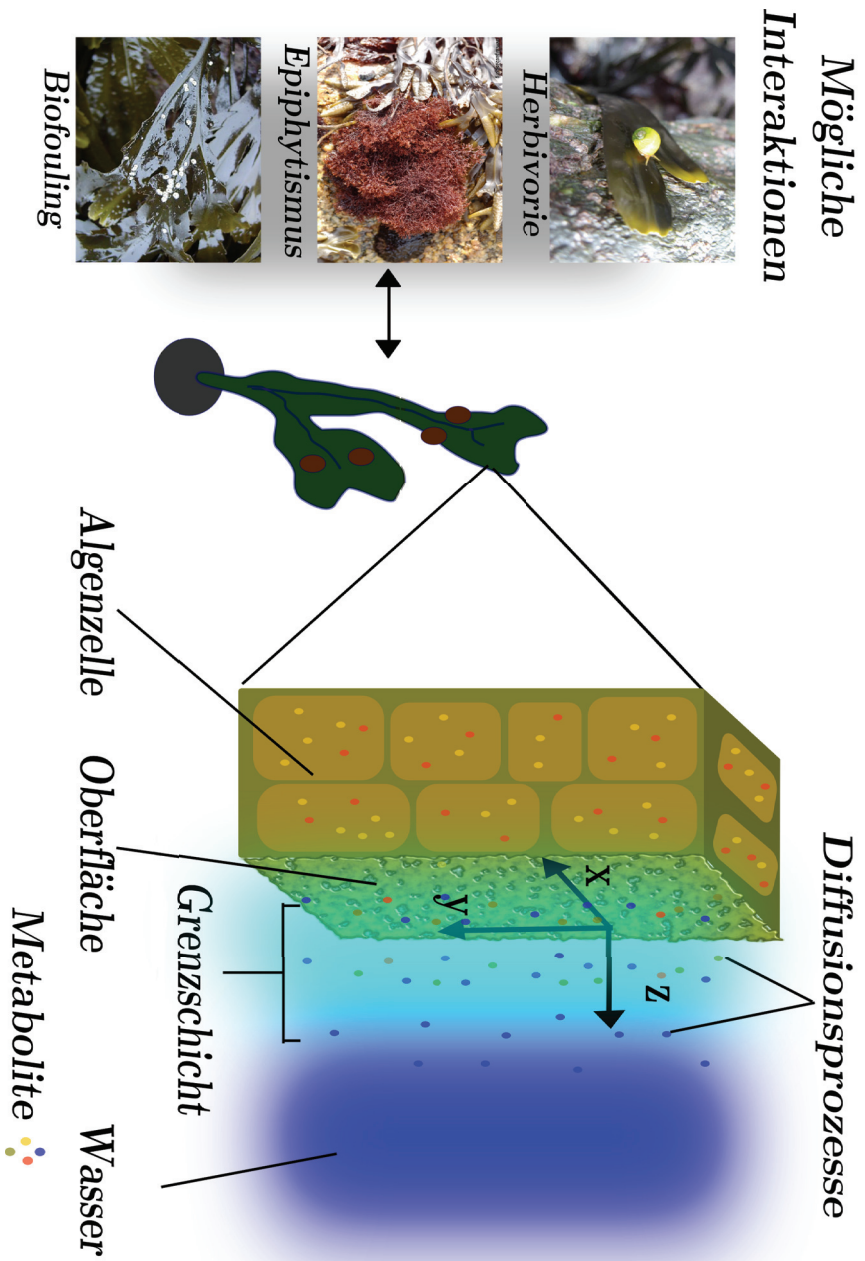 Mögliche
Interaktionen
Herbivorie
Epiphytismus
Biofouling
Diffusionsprozesse
x
y
z
Algenzelle
Oberfläche
Grenzschicht
Metabolite
Wasser